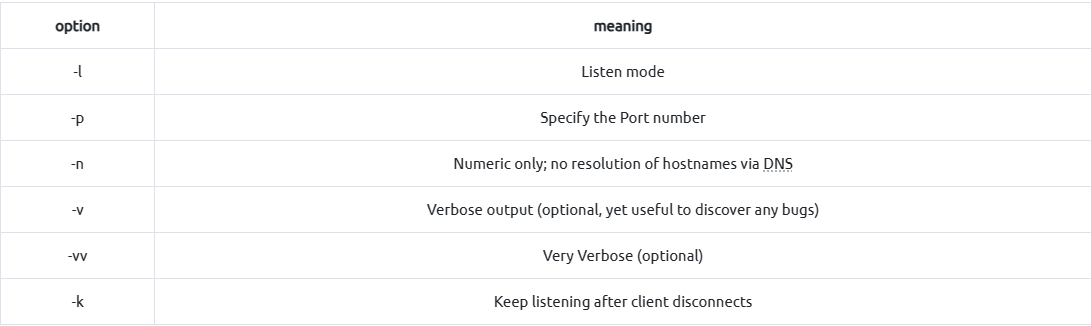 option meaning
-l Listen mode
-p Specify the Port number
-n Numeric only; no resolution of hostnames via DNS
-v Verbose output (optional, yet useful to discover any bugs)
-vv Very Verbose (optional)
-k Keep listening after client disconnects